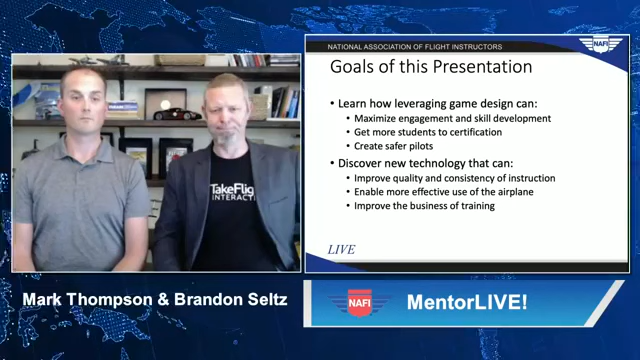 NATIONAL ASSOCIATION OF FLIGHT INSTRUCTORS
NAFI
Goals of this Presentation
• Learn how leveraging game design can:
• Maximize engagement and skill development
• Get more students to certification
• Create safer pilots
• Discover new technology that can:
• Improve quality and consistency of instruction
• Enable more effective use of the airplane
• Improve the business of training
LIVE
TakeFlight
INTERACTIVE
Mark Thompson & Brandon Seltz
NAFI
MentorLIVE!